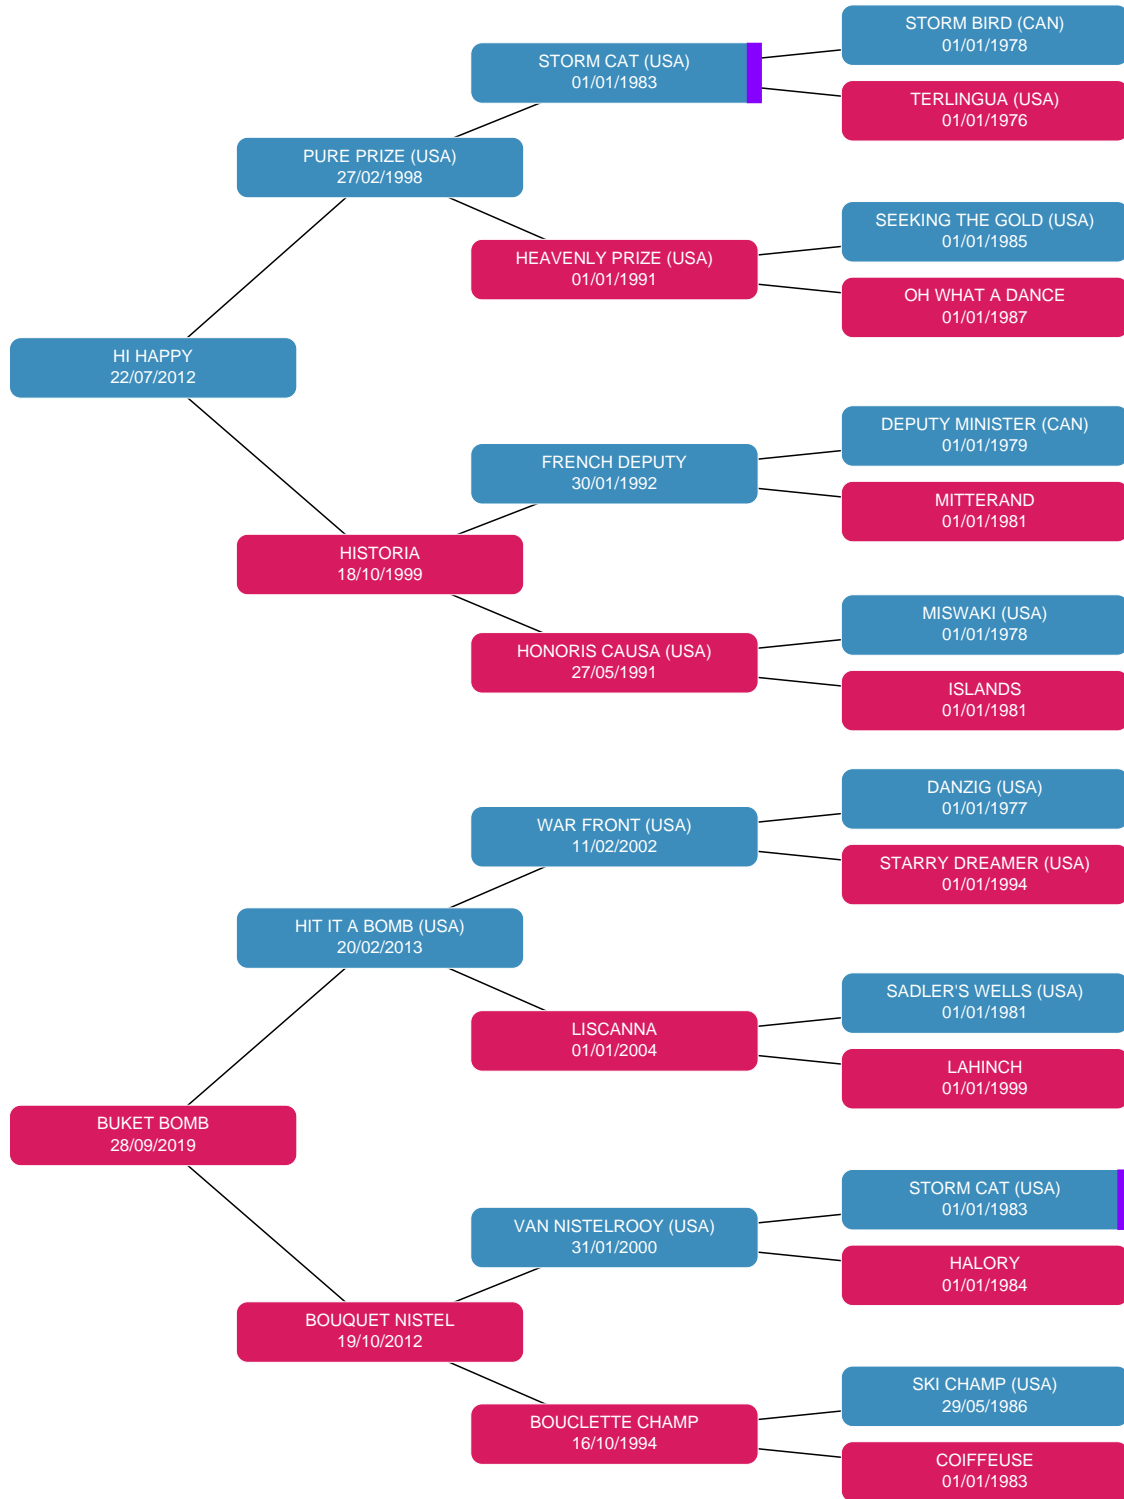 STORM BIRD (CAN)
01/01/1978
STORM CAT (USA)
01/01/1983
TERLINGUA (USA)
01/01/1976
PURE PRIZE (USA)
27/02/1998
SEEKING THE GOLD (USA)
01/01/1985
HEAVENLY PRIZE (USA)
01/01/1991
OH WHAT A DANCE
01/01/1987
HI HAPPY
22/07/2012
DEPUTY MINISTER (CAN)
01/01/1979
FRENCH DEPUTY
30/01/1992
MITTERAND
01/01/1981
HISTORIA
18/10/1999
MISWAKI (USA)
01/01/1978
HONORIS CAUSA (USA)
27/05/1991
ISLANDS
01/01/1981
DANZIG (USA)
01/01/1977
WAR FRONT (USA)
11/02/2002
STARRY DREAMER (USA)
01/01/1994
HIT IT A BOMB (USA)
20/02/2013
SADLER'S WELLS (USA)
01/01/1981
LISCANNA
01/01/2004
LAHINCH
01/01/1999
BUKET BOMB
28/09/2019
STORM CAT (USA)
01/01/1983
VAN NISTELROOY (USA)
31/01/2000
HALORY
01/01/1984
BOUQUET NISTEL
19/10/2012
SKI CHAMP (USA)
29/05/1986
BOUCLETTE CHAMP
16/10/1994
COIFFEUSE
01/01/1983